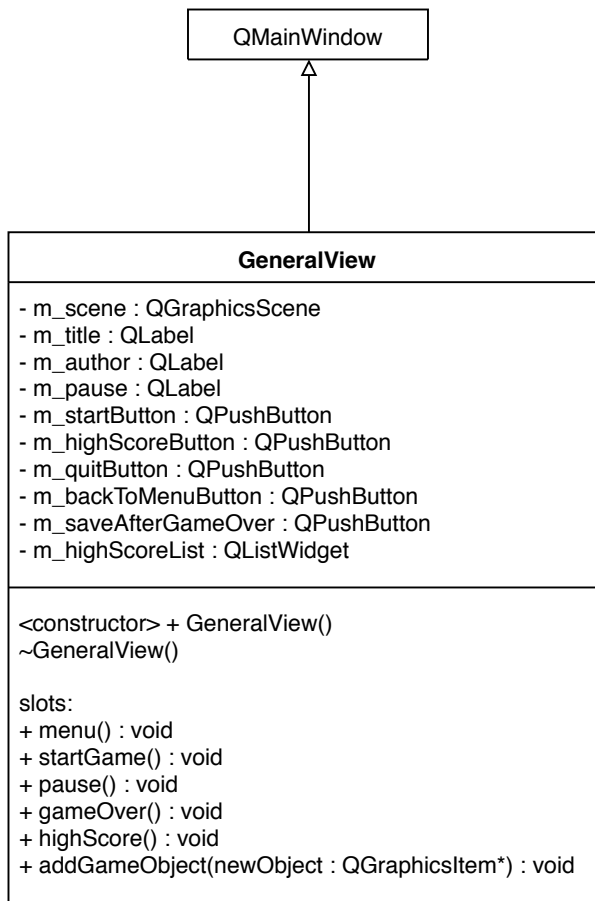 QMainWindow
GeneralView
- m_scene : QGraphicsScene
- m_title : QLabel
- m_author : QLabel
- m_pause : QLabel
- m_startButton : QPushButton
- m_highScoreButton : QPushButton
- m_quitButton : QPushButton
- m_backToMenuButton : QPushButton
- m_saveAfterGameOver : QPushButton
- m_highScoreList : QListWidget
<constructor> + GeneralView()
~GeneralView()
slots:
+ menu() : void
+ startGame() : void
+ pause() : void
+ gameOver() : void
+ highScore() : void
+ addGameObject(newObject : QGraphicsItem*) : void